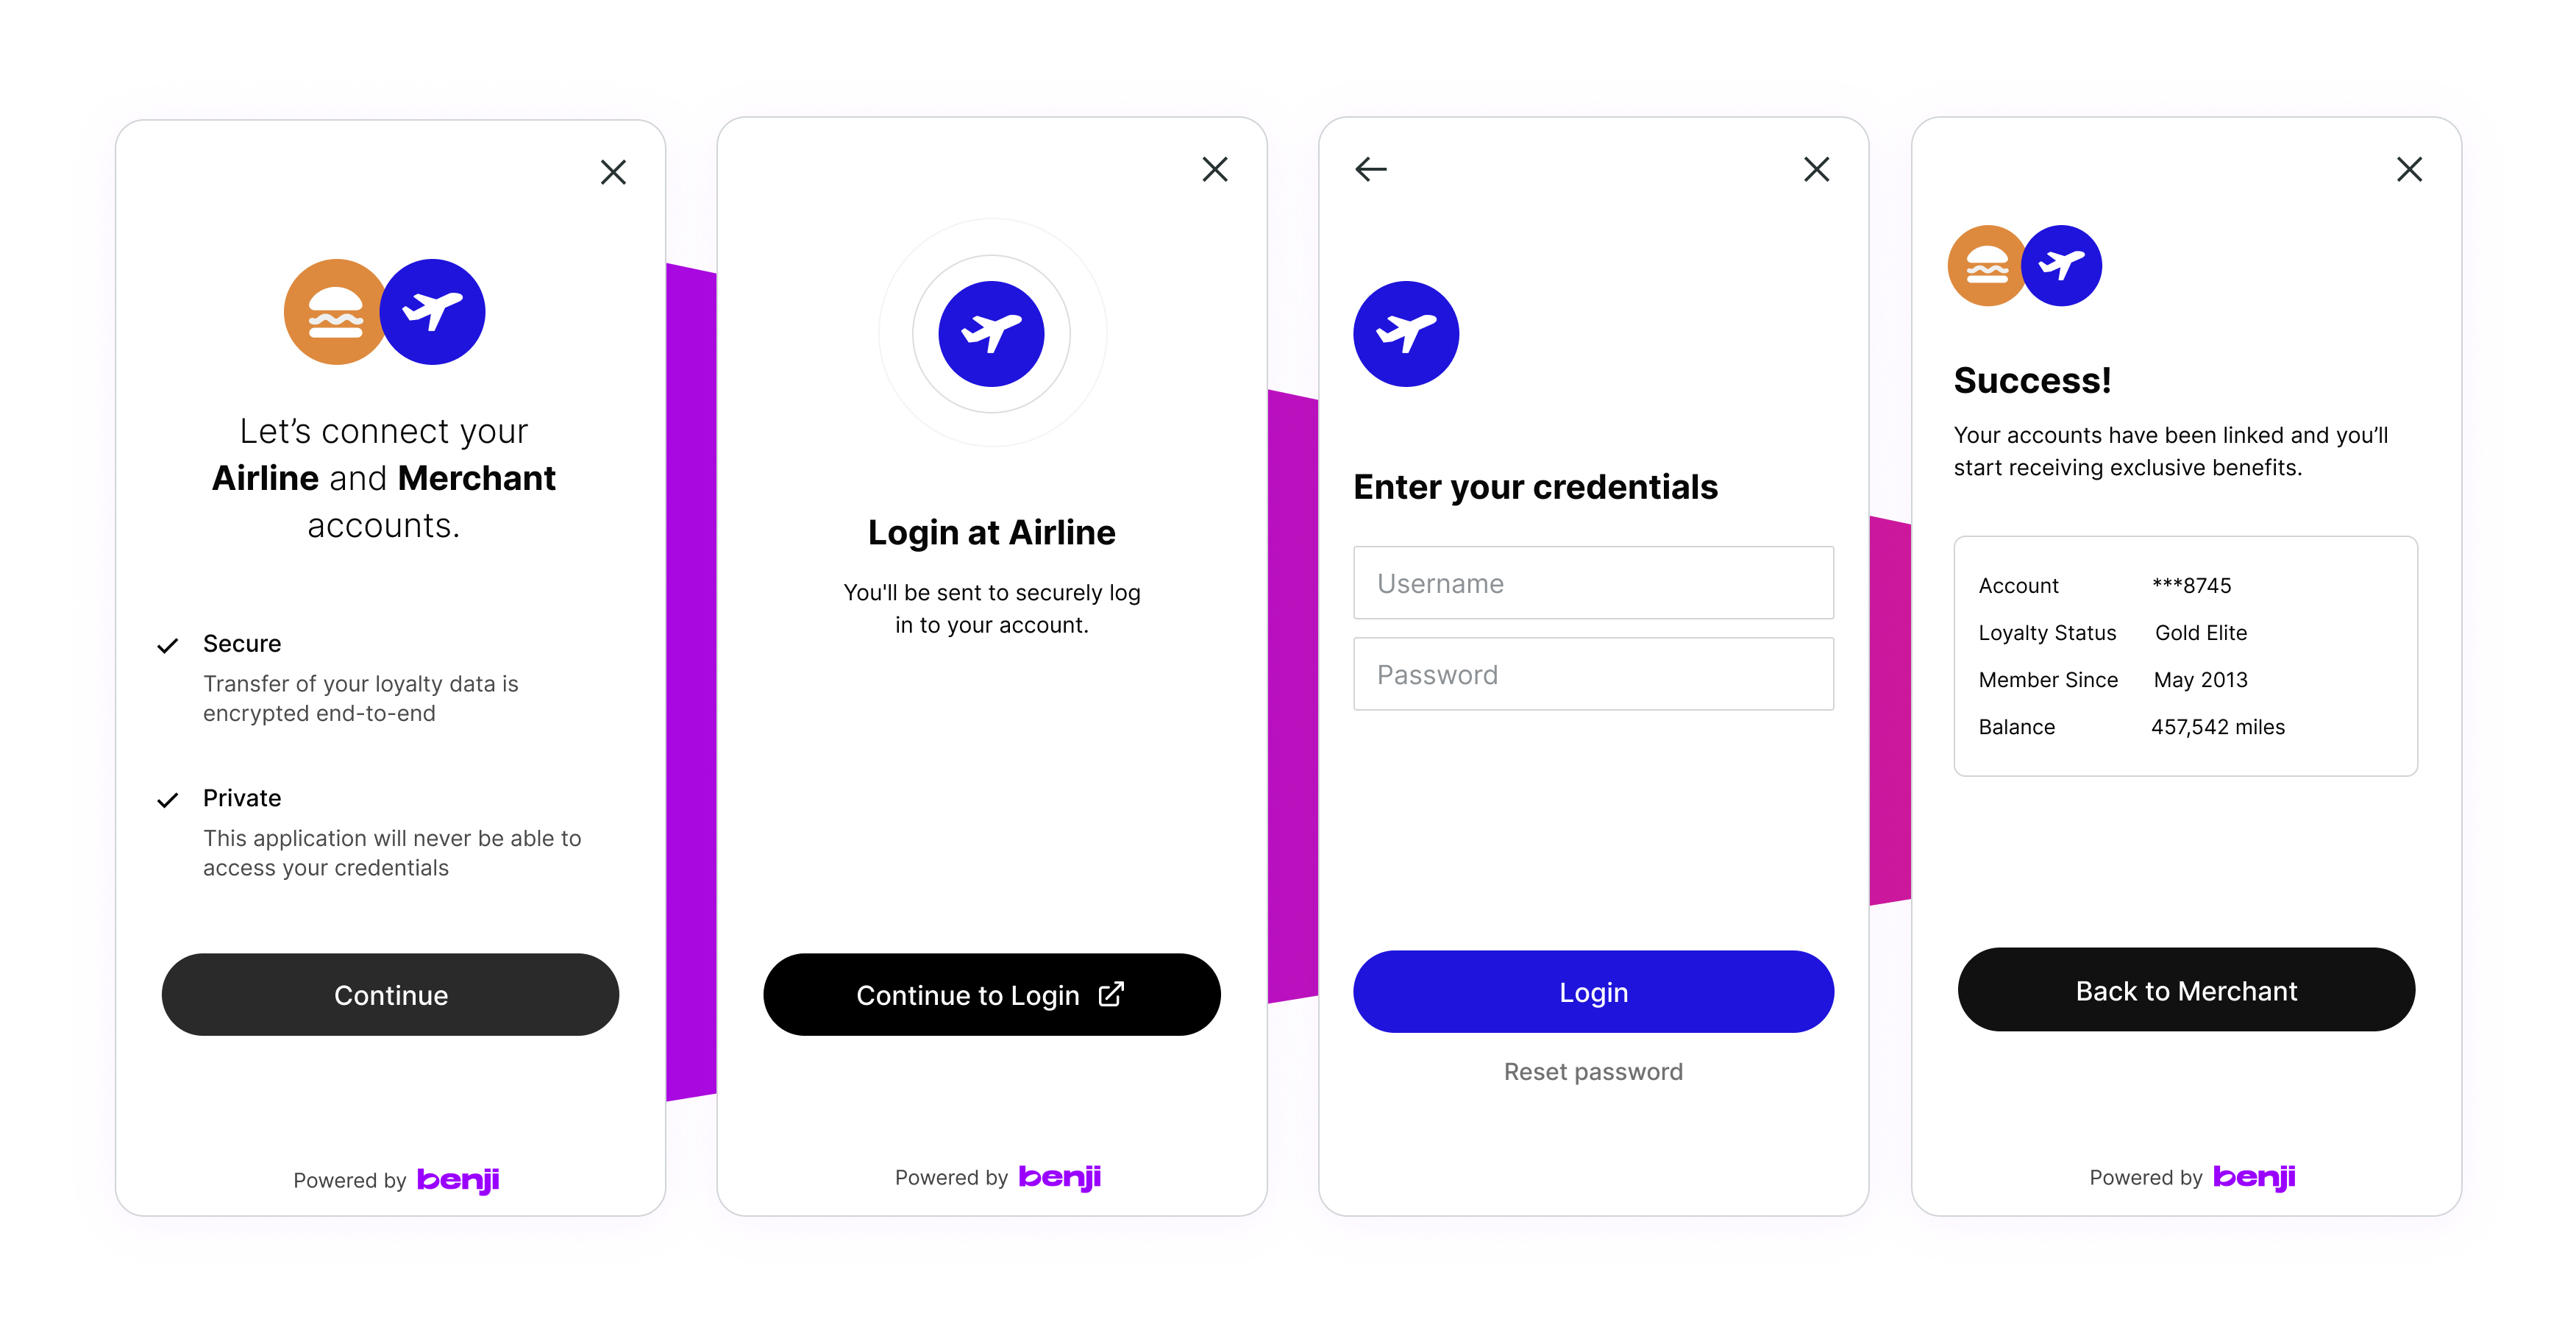 Let’s connect your
Airline and Merchant
accounts.
Secure
Transfer of your loyalty data is
encrypted end-to-end
Private
This application will never be able to
access your credentials
Continue
Powered by benji
Login at Airline
You'll be sent to securely log
in to your account.
Continue to Login
Powered by benji
Enter your credentials
Username
Password
Login
Reset password
Success!
Your accounts have been linked and you’ll
start receiving exclusive benefits.
Account ***8745
Loyalty Status Gold Elite
Member Since May 2013
Balance 457,542 miles
Back to Merchant
Powered by benji